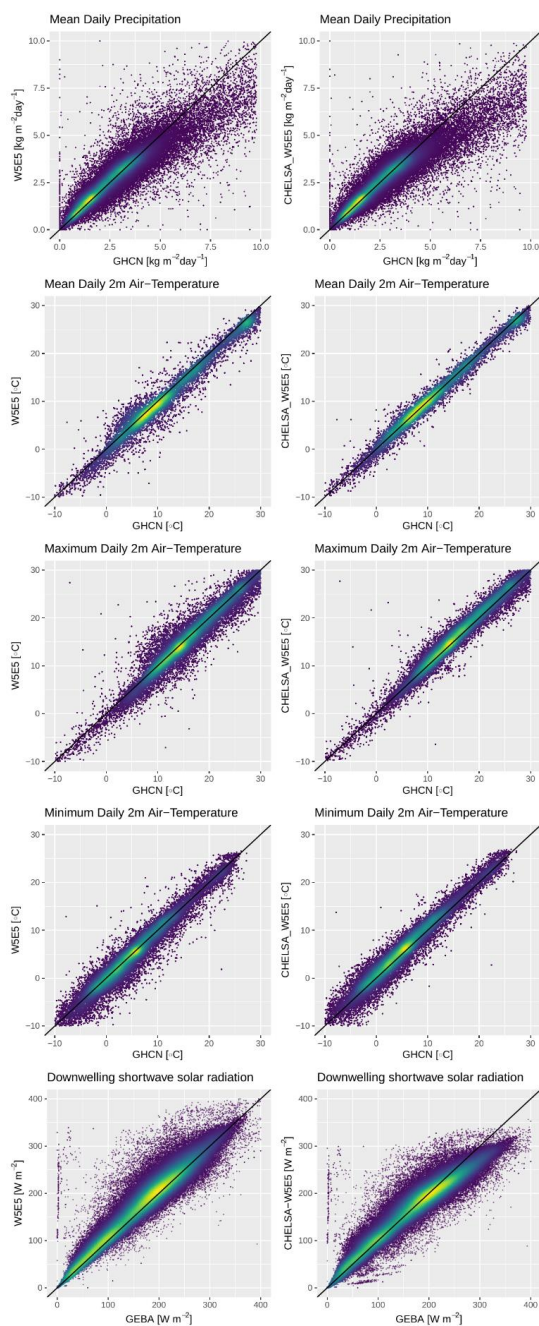 Mean Daily Precipitation
10.0
7.5
5.0
2.5
0.0
W5E5 [kg m−2day−1]
0.0 2.5 5.0 7.5 10.0
GHCN [kg m−2day−1]
Mean Daily Precipitation
10.0
7.5
5.0
2.5
0.0
CHELSA_W5E5 [kg m−2day−1]
0.0 2.5 5.0 7.5 10.0
GHCN [kg m−2day−1]
Mean Daily 2m Air−Temperature
30
20
10
0
−10
W5E5 [◦C]
−10 0 10 20 30
GHCN [◦C]
Mean Daily 2m Air−Temperature
30
20
10
0
−10
CHELSA_W5E5 [◦C]
−10 0 10 20 30
GHCN [◦C]
Maximum Daily 2m Air−Temperature
30
20
10
0
−10
W5E5 [◦C]
−10 0 10 20 30
GHCN [◦C]
Maximum Daily 2m Air−Temperature
30
20
10
0
−10
CHELSA_W5E5 [◦C]
−10 0 10 20 30
GHCN [◦C]
Minimum Daily 2m Air−Temperature
30
20
10
0
−10
W5E5 [◦C]
−10 0 10 20 30
GHCN [◦C]
Minimum Daily 2m Air−Temperature
30
20
10
0
−10
CHELSA_W5E5 [◦C]
−10 0 10 20 30
GHCN [◦C]
Downwelling shortwave solar radiation
400
300
200
100
0
W5E5 [W m−2]
0 100 200 300 400
GEBA [W m−2]
Downwelling shortwave solar radiation
400
300
200
100
0
CHELSA−W5E5 [W m−2]
0 100 200 300 400
GEBA [W m−2]